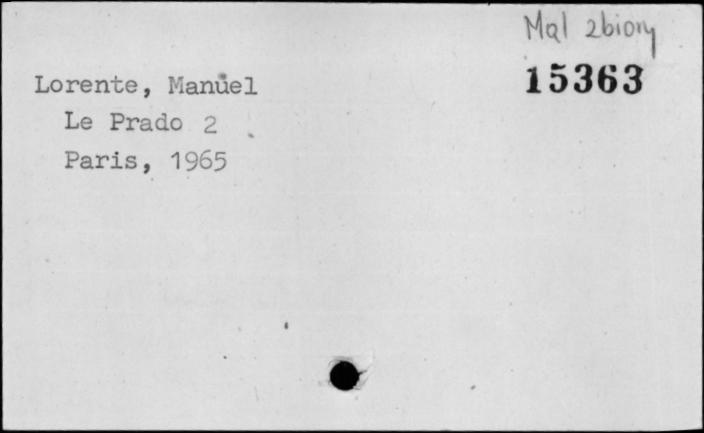 Mal zbiory
15363
Lorente, Manuel
Le Prado 2
Paris, 1965